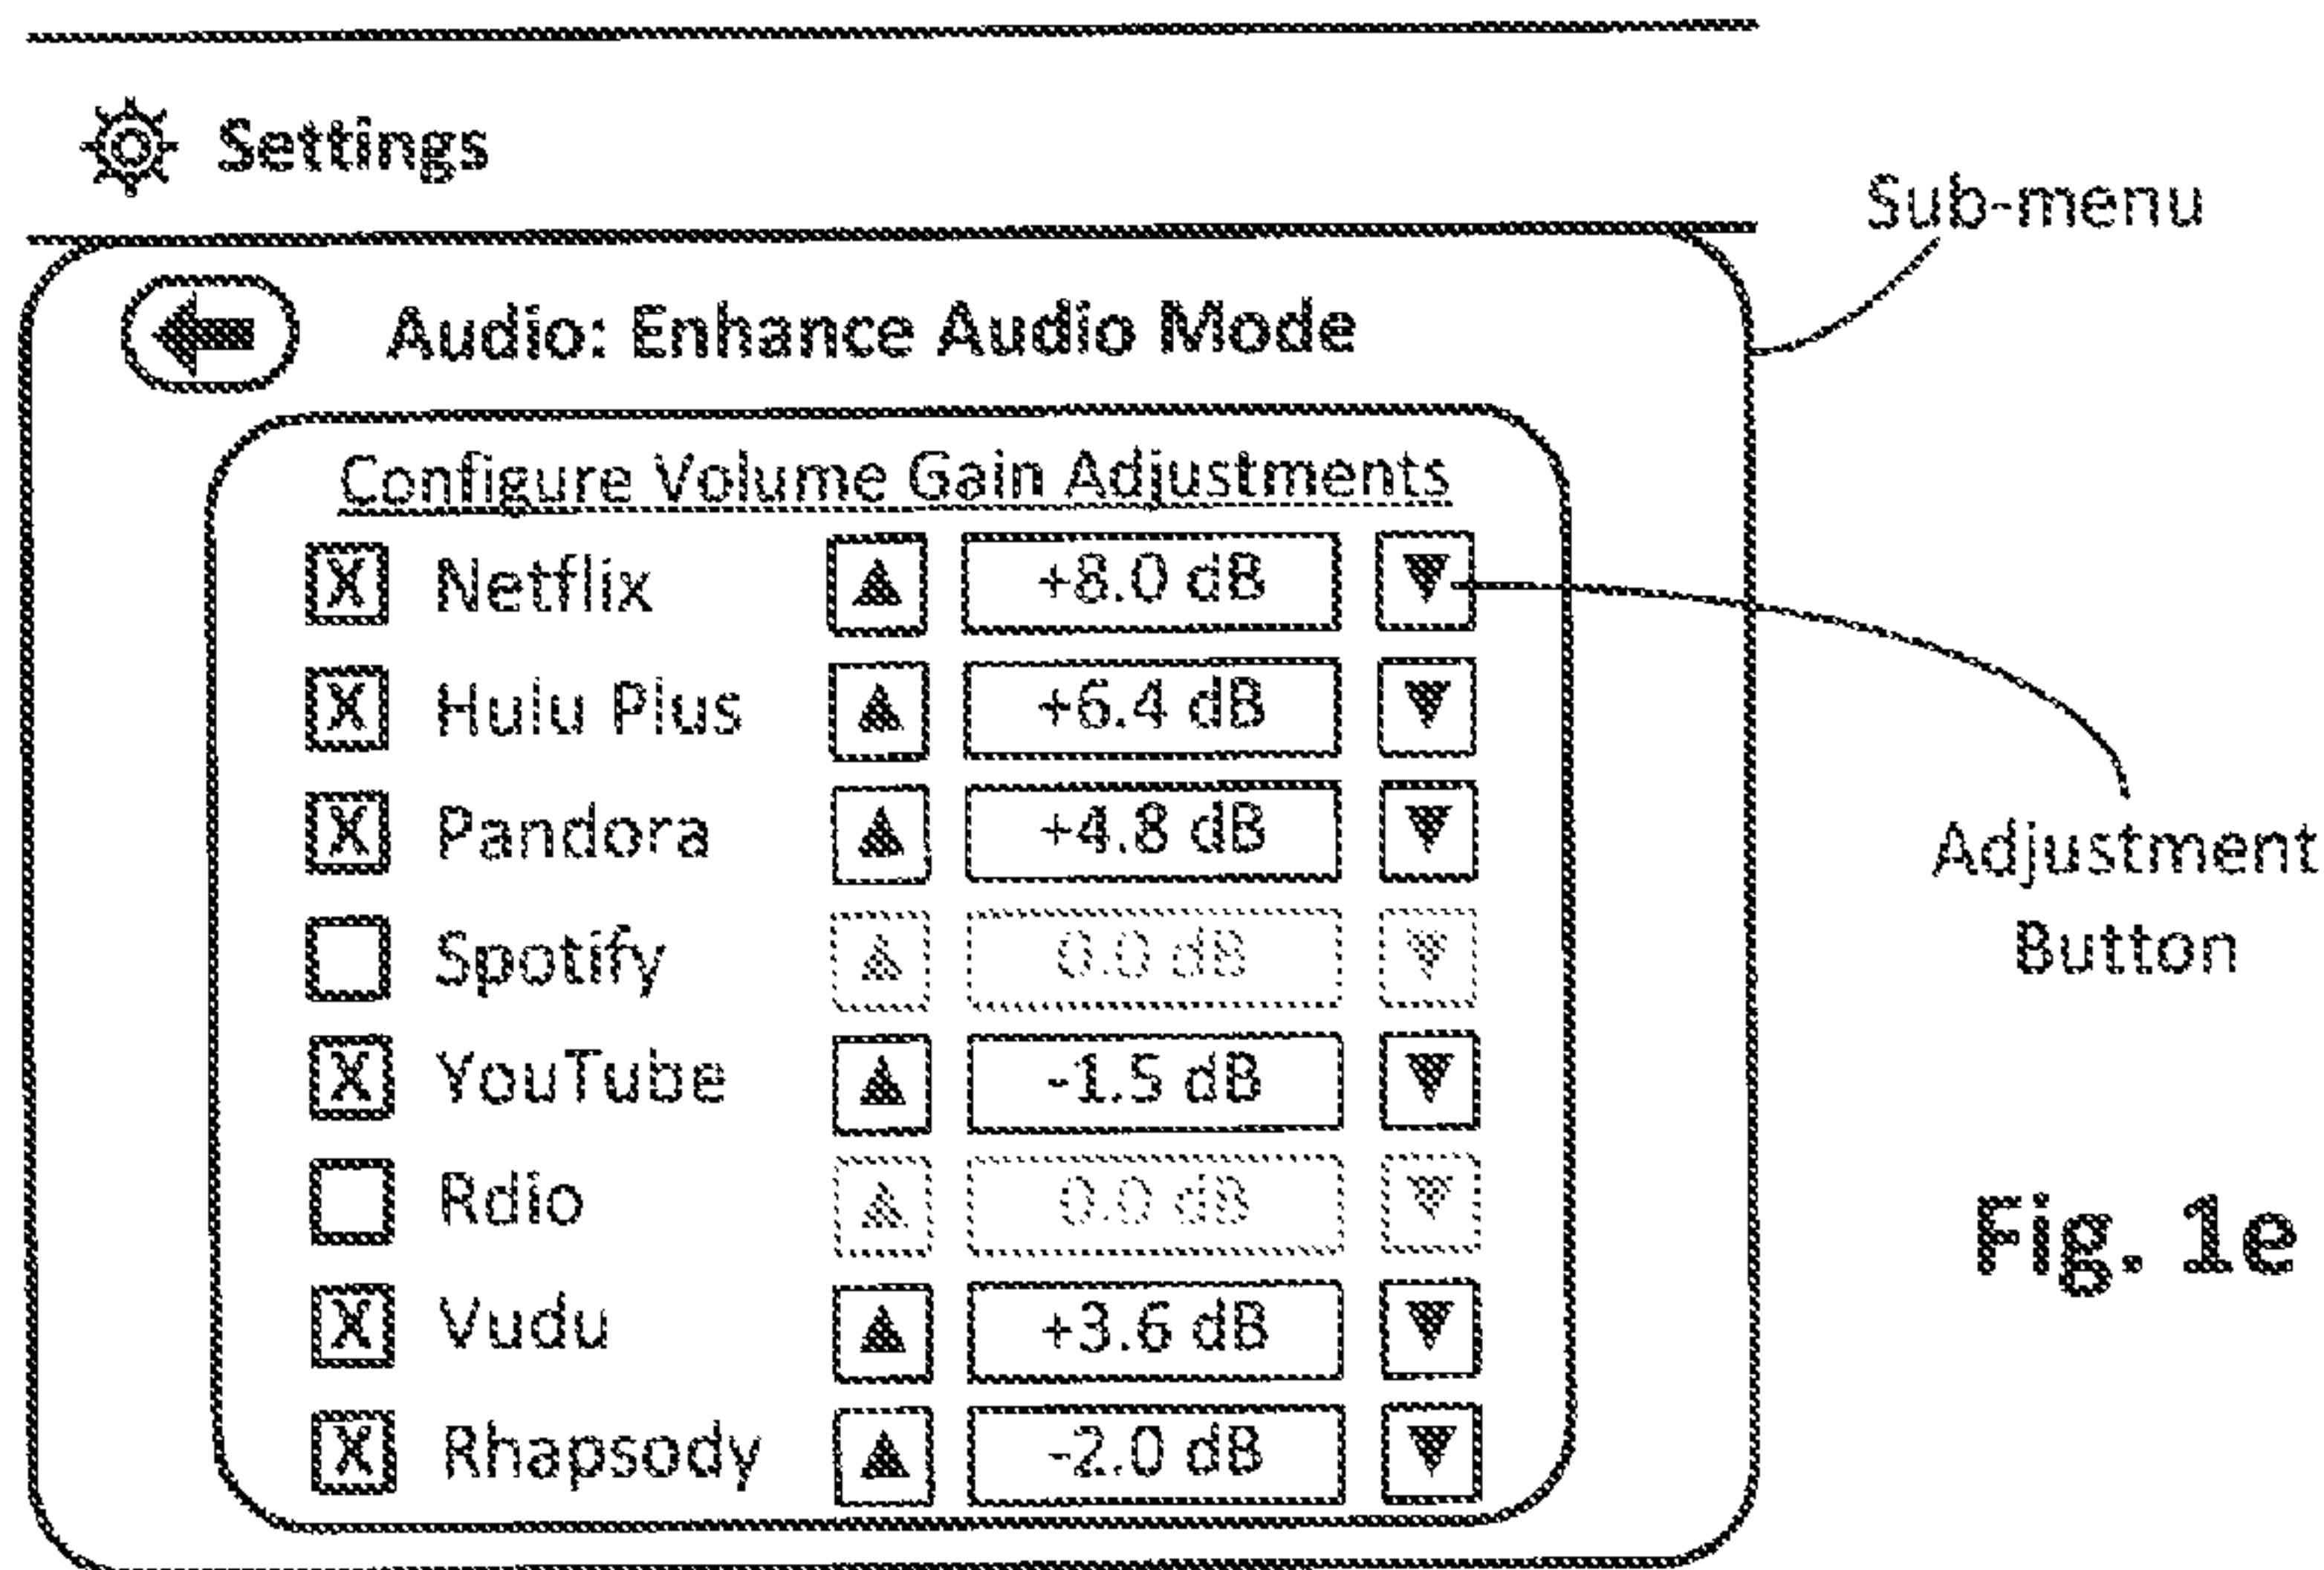 Settings
Sub-menu
Audio: Enhance Audio Mode
Configure Volume Gain Adjustments
X Netflix ▲ +8.0 dB ▼
X Hulu Plus ▲ +6.4 dB ▼
X Pandora ▲ +4.8 dB ▼
Spotify ▲ 0.0 dB ▼
X YouTube ▲ -1.5 dB ▼
Rdio ▲ 0.0 dB ▼
X Vudu ▲ +3.6 dB ▼
X Rhapsody ▲ -2.0 dB ▼
Adjustment
Button
Fig. 1e